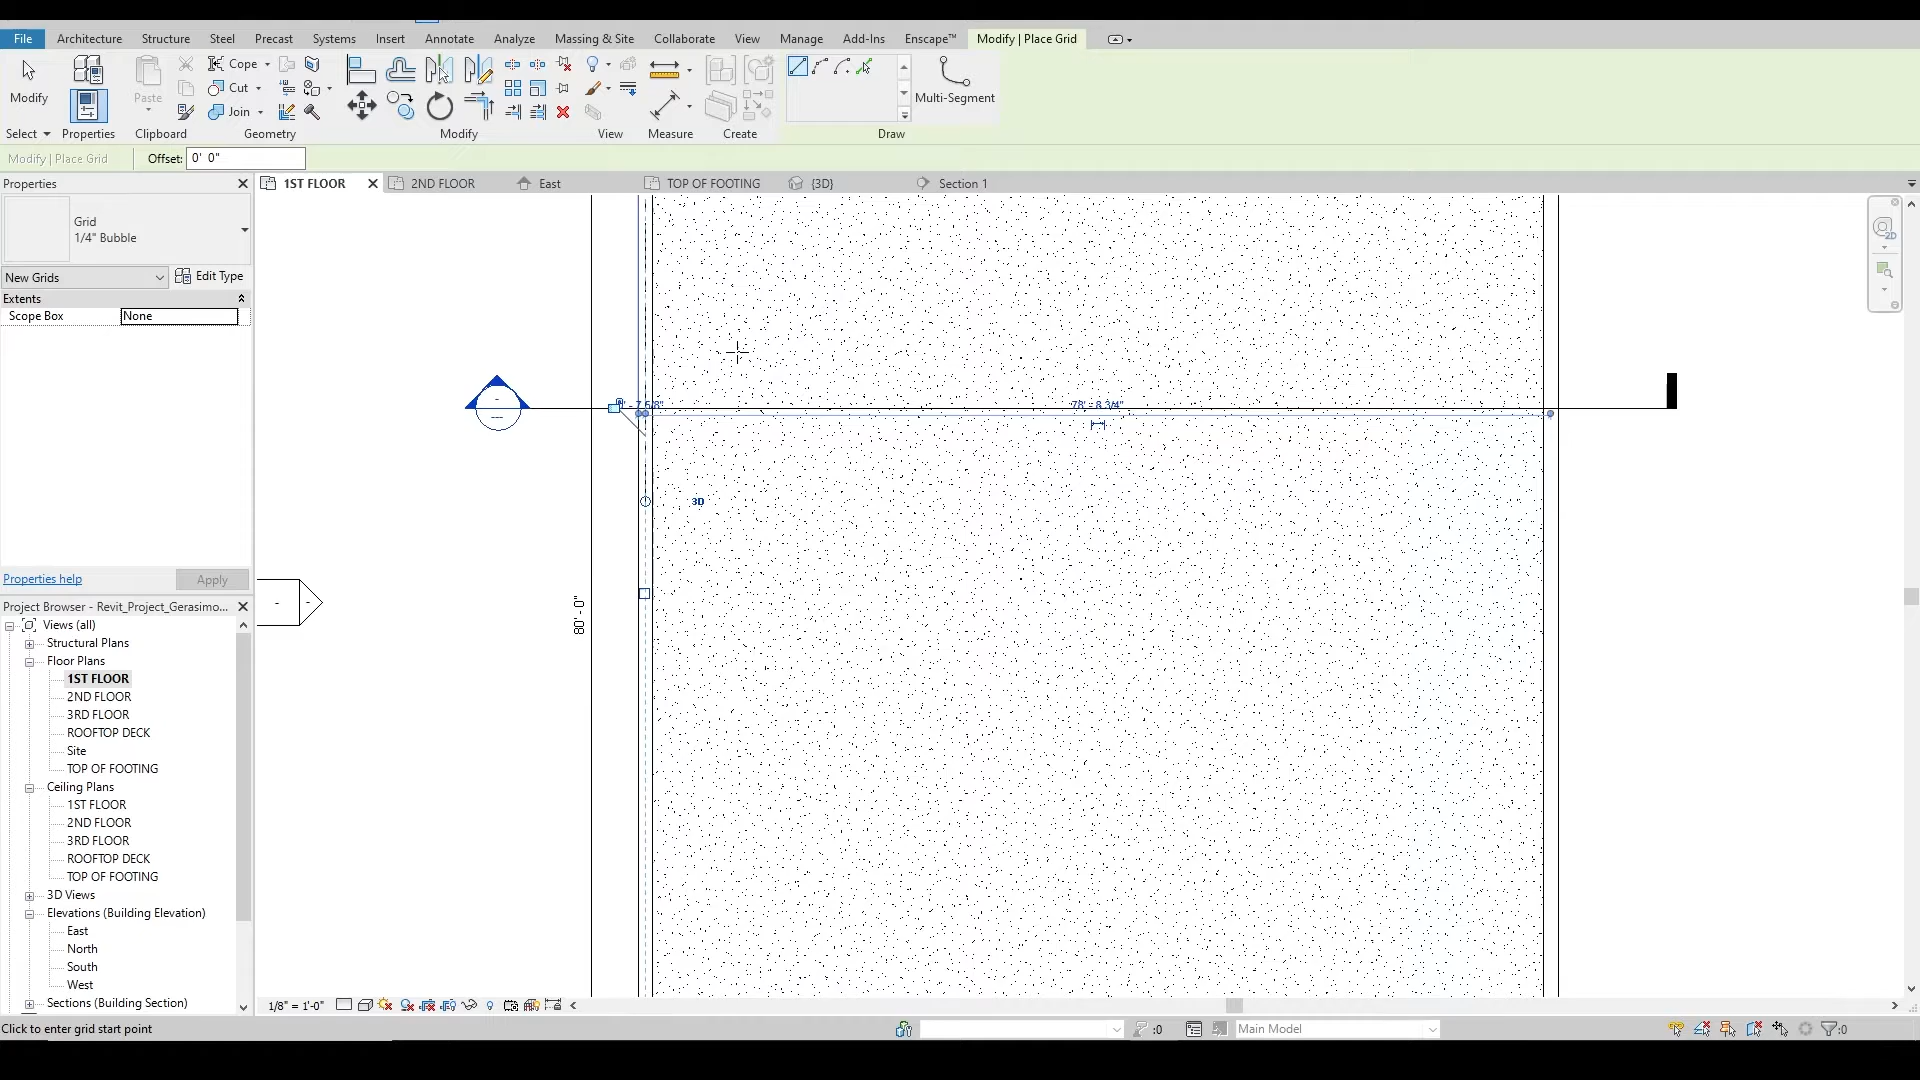 File Architecture Structure Steel Precast Systems Insert Annotate Analyze Massing & Site Collaborate View Manage Add-Ins Enscape™ Modify | Place Grid
Modify
Paste
Cope
Cut
Join
Multi-Segment
Select Properties Clipboard Geometry Modify View Measure Create Draw
Modify | Place Grid Offset: 0' 0"
Properties
1ST FLOOR 2ND FLOOR East TOP OF FOOTING {3D} Section 1
Grid
1/4" Bubble
New Grids Edit Type
Extents
Scope Box None
78' - 8 3/4"
3D
80' - 0"
2D
Properties help Apply
Project Browser - Revit_Project_Gerasimo...
Views (all)
Structural Plans
Floor Plans
1ST FLOOR
2ND FLOOR
3RD FLOOR
ROOFTOP DECK
Site
TOP OF FOOTING
Ceiling Plans
1ST FLOOR
2ND FLOOR
3RD FLOOR
ROOFTOP DECK
TOP OF FOOTING
3D Views
Elevations (Building Elevation)
East
North
South
West
Sections (Building Section)
1/8" = 1'-0"
Click to enter grid start point
:0
Main Model
:0